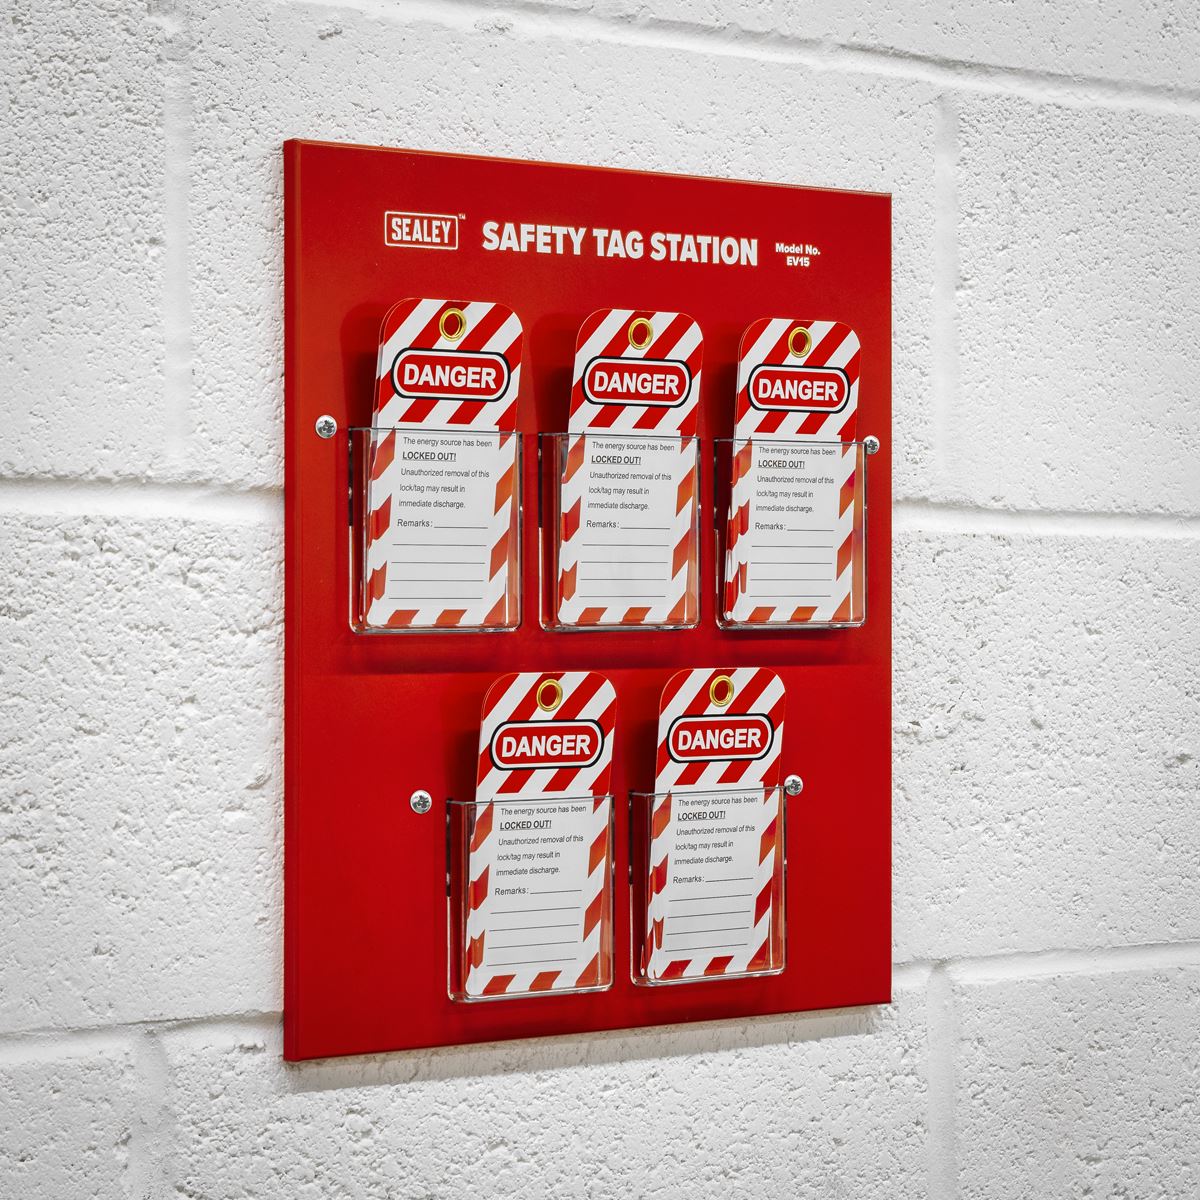 SEALEY™
SAFETY TAG STATION
Model No.
EV15
DANGER
The energy source has been
LOCKED OUT!
Unauthorized removal of this
lock/tag may result in
immediate discharge.
Remarks:
DANGER
The energy source has been
LOCKED OUT!
Unauthorized removal of this
lock/tag may result in
immediate discharge.
Remarks:
DANGER
The energy source has been
LOCKED OUT!
Unauthorized removal of this
lock/tag may result in
immediate discharge.
Remarks:
DANGER
The energy source has been
LOCKED OUT!
Unauthorized removal of this
lock/tag may result in
immediate discharge.
Remarks:
DANGER
The energy source has been
LOCKED OUT!
Unauthorized removal of this
lock/tag may result in
immediate discharge.
Remarks: